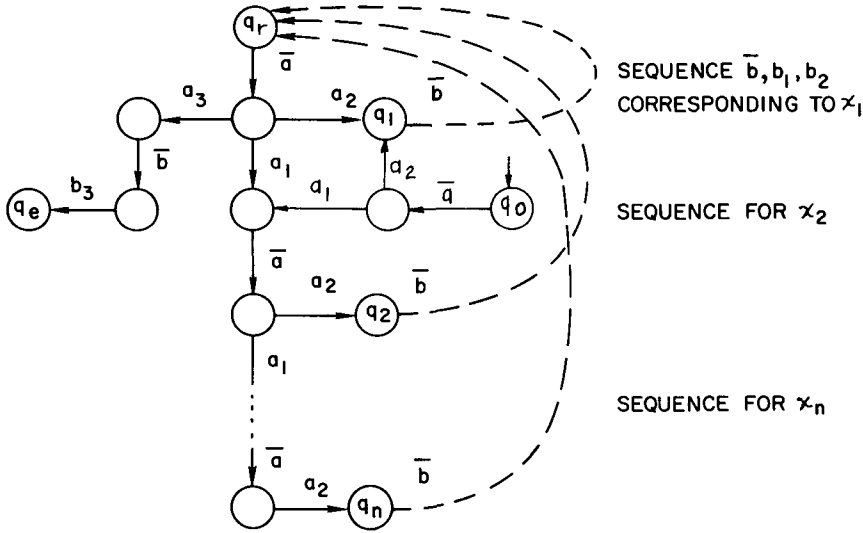 q_r
a̅
a_3
a_2
q_1
b̅
SEQUENCE b̅, b_1, b_2
CORRESPONDING TO x_1
b̅
a_1
a_2
b_3
q_e
a_1
q̅
q_0
SEQUENCE FOR x_2
a̅
a_2
q_2
b̅
a_1
SEQUENCE FOR x_n
a̅
a_2
q_n
b̅